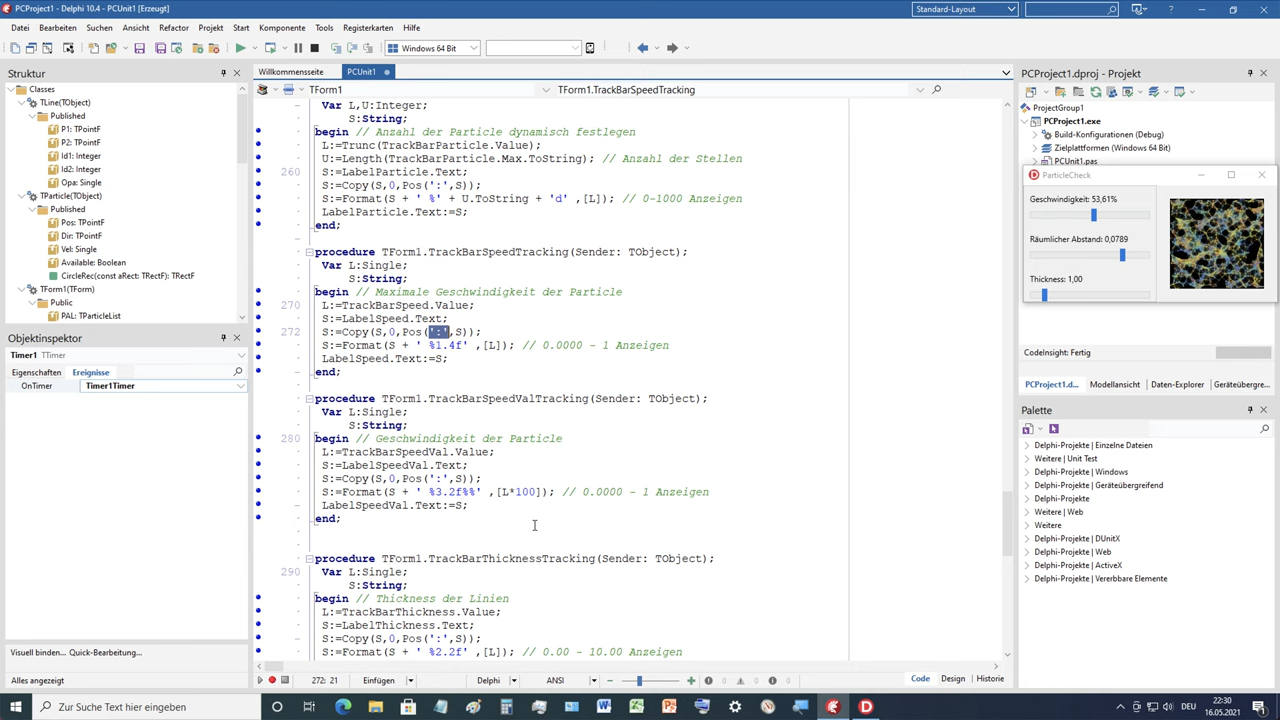 PCProject1 - Delphi 10.4 - PCUnit1 [Erzeugt]
Standard-Layout
Datei Bearbeiten Suchen Ansicht Refactor Projekt Start Komponente Tools Registerkarten Hilfe
Windows 64 Bit
Struktur
Classes
TLine(TObject)
Published
P1: TPointF
P2: TPointF
Id1: Integer
Id2: Integer
Opa: Single
TParticle(TObject)
Published
Pos: TPointF
Dir: TPointF
Vel: Single
Available: Boolean
CircleRec(const aRect: TRectF): TRectF
TForm1(TForm)
Public
PAL: TParticleList
Objektinspektor
Timer1 TTimer
Eigenschaften Ereignisse
OnTimer Timer1Timer
Visuell binden... Quick-Bearbeitung...
Alles angezeigt
Willkommensseite PCUnit1
TForm1 TForm1.TrackBarSpeedTracking
Var L,U:Integer;
S:String;
begin // Anzahl der Particle dynamisch festlegen
L:=Trunc(TrackBarParticle.Value);
U:=Length(TrackBarParticle.Max.ToString); // Anzahl der Stellen
260 S:=LabelParticle.Text;
S:=Copy(S,0,Pos(':',S));
S:=Format(S + ' %' + U.ToString + 'd' ,[L]); // 0-1000 Anzeigen
LabelParticle.Text:=S;
end;
procedure TForm1.TrackBarSpeedTracking(Sender: TObject);
Var L:Single;
S:String;
begin // Maximale Geschwindigkeit der Particle
270 L:=TrackBarSpeed.Value;
S:=LabelSpeed.Text;
272 S:=Copy(S,0,Pos(':',S));
S:=Format(S + ' %1.4f' ,[L]); // 0.0000 - 1 Anzeigen
LabelSpeed.Text:=S;
end;
procedure TForm1.TrackBarSpeedValTracking(Sender: TObject);
Var L:Single;
S:String;
280 begin // Geschwindigkeit der Particle
L:=TrackBarSpeedVal.Value;
S:=LabelSpeedVal.Text;
S:=Copy(S,0,Pos(':',S));
S:=Format(S + ' %3.2f%%' ,[L*100]); // 0.0000 - 1 Anzeigen
LabelSpeedVal.Text:=S;
end;
procedure TForm1.TrackBarThicknessTracking(Sender: TObject);
290 Var L:Single;
S:String;
begin // Thickness der Linien
L:=TrackBarThickness.Value;
S:=LabelThickness.Text;
S:=Copy(S,0,Pos(':',S));
S:=Format(S + ' %2.2f' ,[L]); // 0.00 - 10.00 Anzeigen
272: 21 Einfügen Delphi ANSI 0 0 0 Code Design Historie
PCProject1.dproj - Projekt
ProjectGroup1
PCProject1.exe
Build-Konfigurationen (Debug)
Zielplattformen (Windows 64 Bit)
PCUnit1.pas
ParticleCheck
Geschwindigkeit: 53,61%
Räumlicher Abstand: 0,0789
Thickness: 1,00
CodeInsight: Fertig
PCProject1.d... Modellansicht Daten-Explorer Geräteübergre...
Palette
Delphi-Projekte | Einzelne Dateien
Weitere | Unit Test
Delphi-Projekte | Windows
Delphi-Projekte | Geräteübergreifend
Delphi-Projekte
Weitere | Web
Weitere
Delphi-Projekte | DUnitX
Delphi-Projekte | Web
Delphi-Projekte | ActiveX
Delphi-Projekte | Vererbbare Elemente
Zur Suche Text hier eingeben
DEU
22:30
16.05.2021